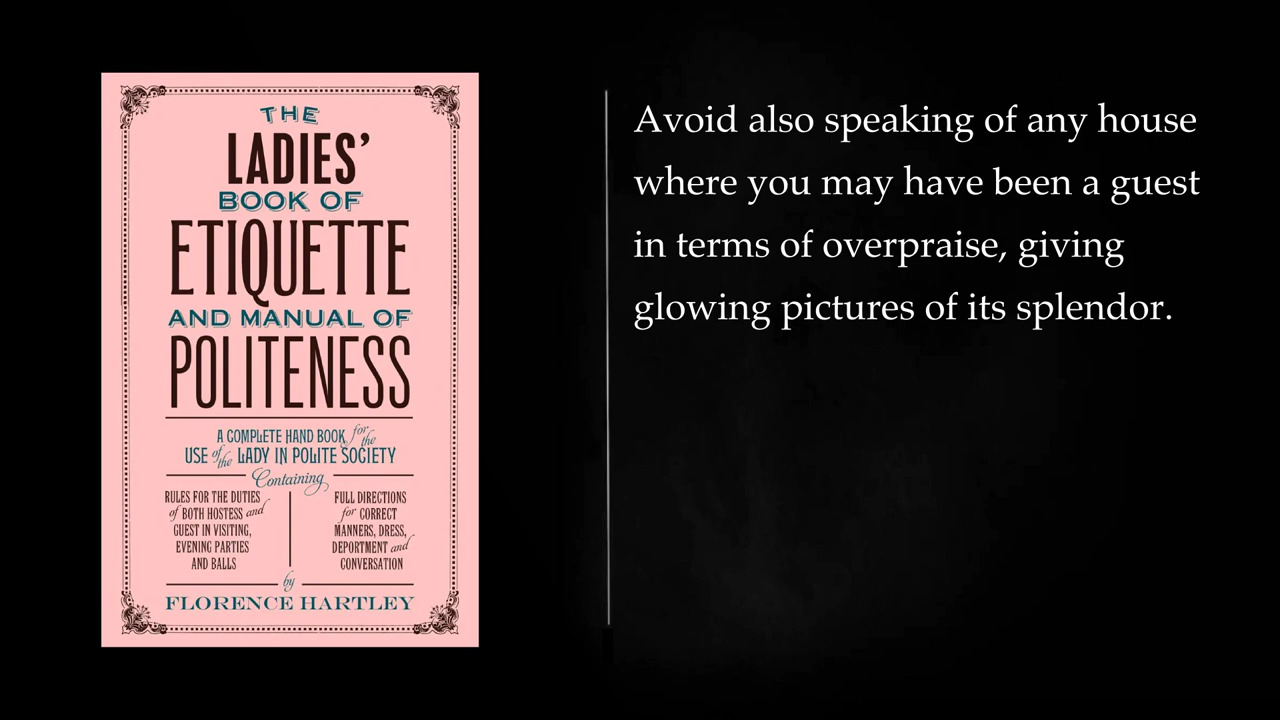 THE
LADIES'
BOOK OF
ETIQUETTE
AND MANUAL OF
POLITENESS
A COMPLETE HAND BOOK for the
USE of the LADY IN POLITE SOCIETY
Containing
RULES FOR THE DUTIES
of BOTH HOSTESS and
GUEST IN VISITING,
EVENING PARTIES
AND BALLS
FULL DIRECTIONS
for CORRECT
MANNERS, DRESS,
DEPORTMENT and
CONVERSATION
by
FLORENCE HARTLEY
Avoid also speaking of any house
where you may have been a guest
in terms of overpraise, giving
glowing pictures of its splendor.